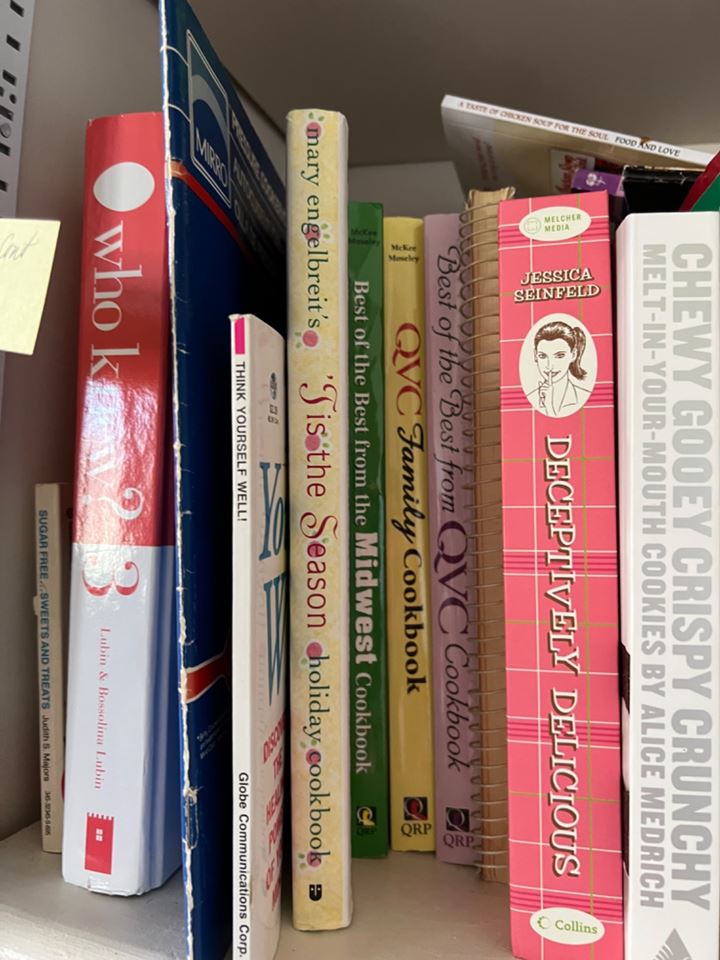 SUGAR FREE...SWEETS AND TREATS Judith S. Majors
who knew? 3
Lubin & Bossolina Lubin
MIRRO
THINK YOURSELF WELL!
Globe Communications Corp.
mary engelbreit's 'Tis the Season holiday cookbook
McKee
Moseley
Best of the Best from the Midwest Cookbook
QRP
McKee
Moseley
QVC Family Cookbook
QRP
Best of the Best from QVC Cookbook
QRP
MELCHER
MEDIA
JESSICA
SEINFELD
DECEPTIVELY DELICIOUS
Collins
CHEWY GOOEY CRISPY CRUNCHY
MELT-IN-YOUR-MOUTH COOKIES BY ALICE MEDRICH
A TASTE OF CHICKEN SOUP FOR THE SOUL FOOD AND LOVE